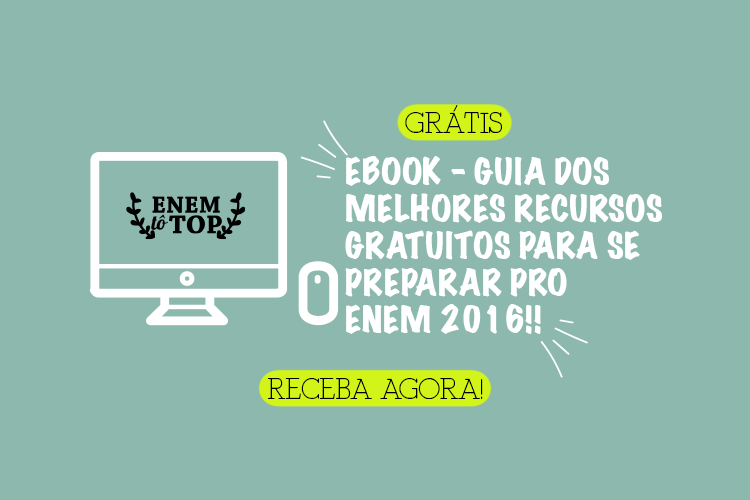 GRÁTIS
EBOOK - GUIA DOS
MELHORES RECURSOS
GRATUITOS PARA SE
PREPARAR PRO
ENEM 2016!!
ENEM
tô TOP
RECEBA AGORA!